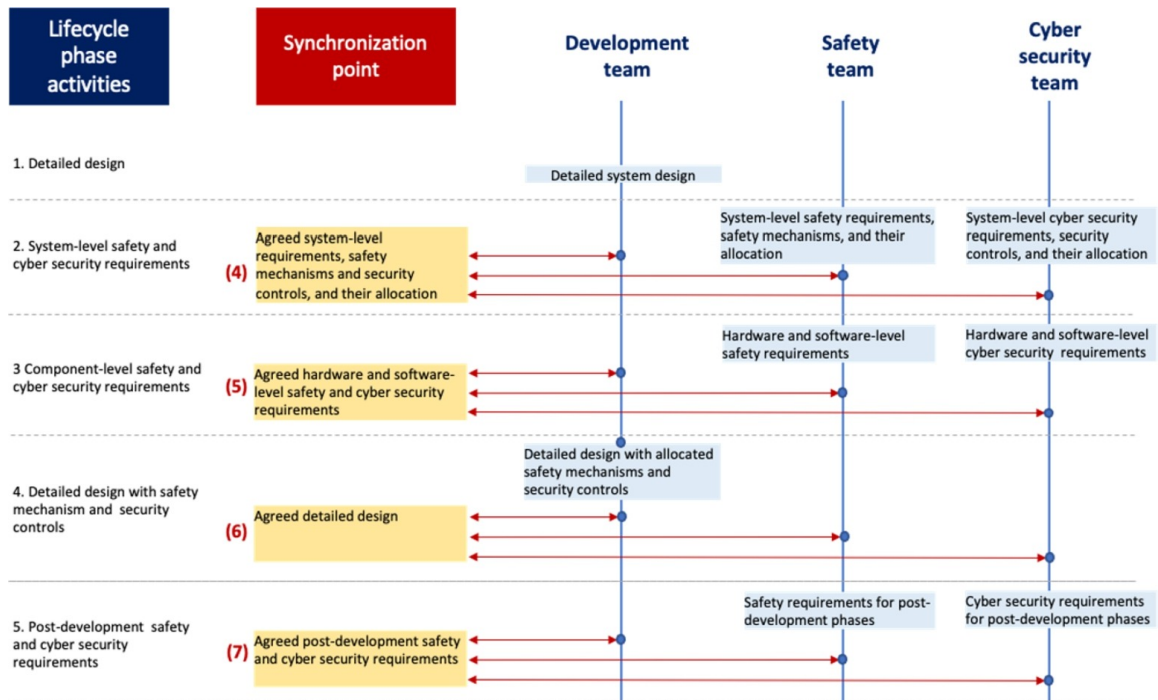 Lifecycle
phase
activities
Synchronization
point
Development
team
Safety
team
Cyber
security
team
1. Detailed design
Detailed system design
2. System-level safety and
cyber security requirements
(4)
Agreed system-level
requirements, safety
mechanisms and security
controls, and their allocation
System-level safety requirements,
safety mechanisms, and their
allocation
System-level cyber security
requirements, security
controls, and their allocation
3 Component-level safety and
cyber security requirements
(5)
Agreed hardware and software-
level safety and cyber security
requirements
Hardware and software-level
safety requirements
Hardware and software-level
cyber security requirements
4. Detailed design with safety
mechanism and security
controls
(6)
Agreed detailed design
Detailed design with allocated
safety mechanisms and
security controls
5. Post-development safety
and cyber security
requirements
(7)
Agreed post-development safety
and cyber security requirements
Safety requirements for post-
development phases
Cyber security requirements
for post-development phases